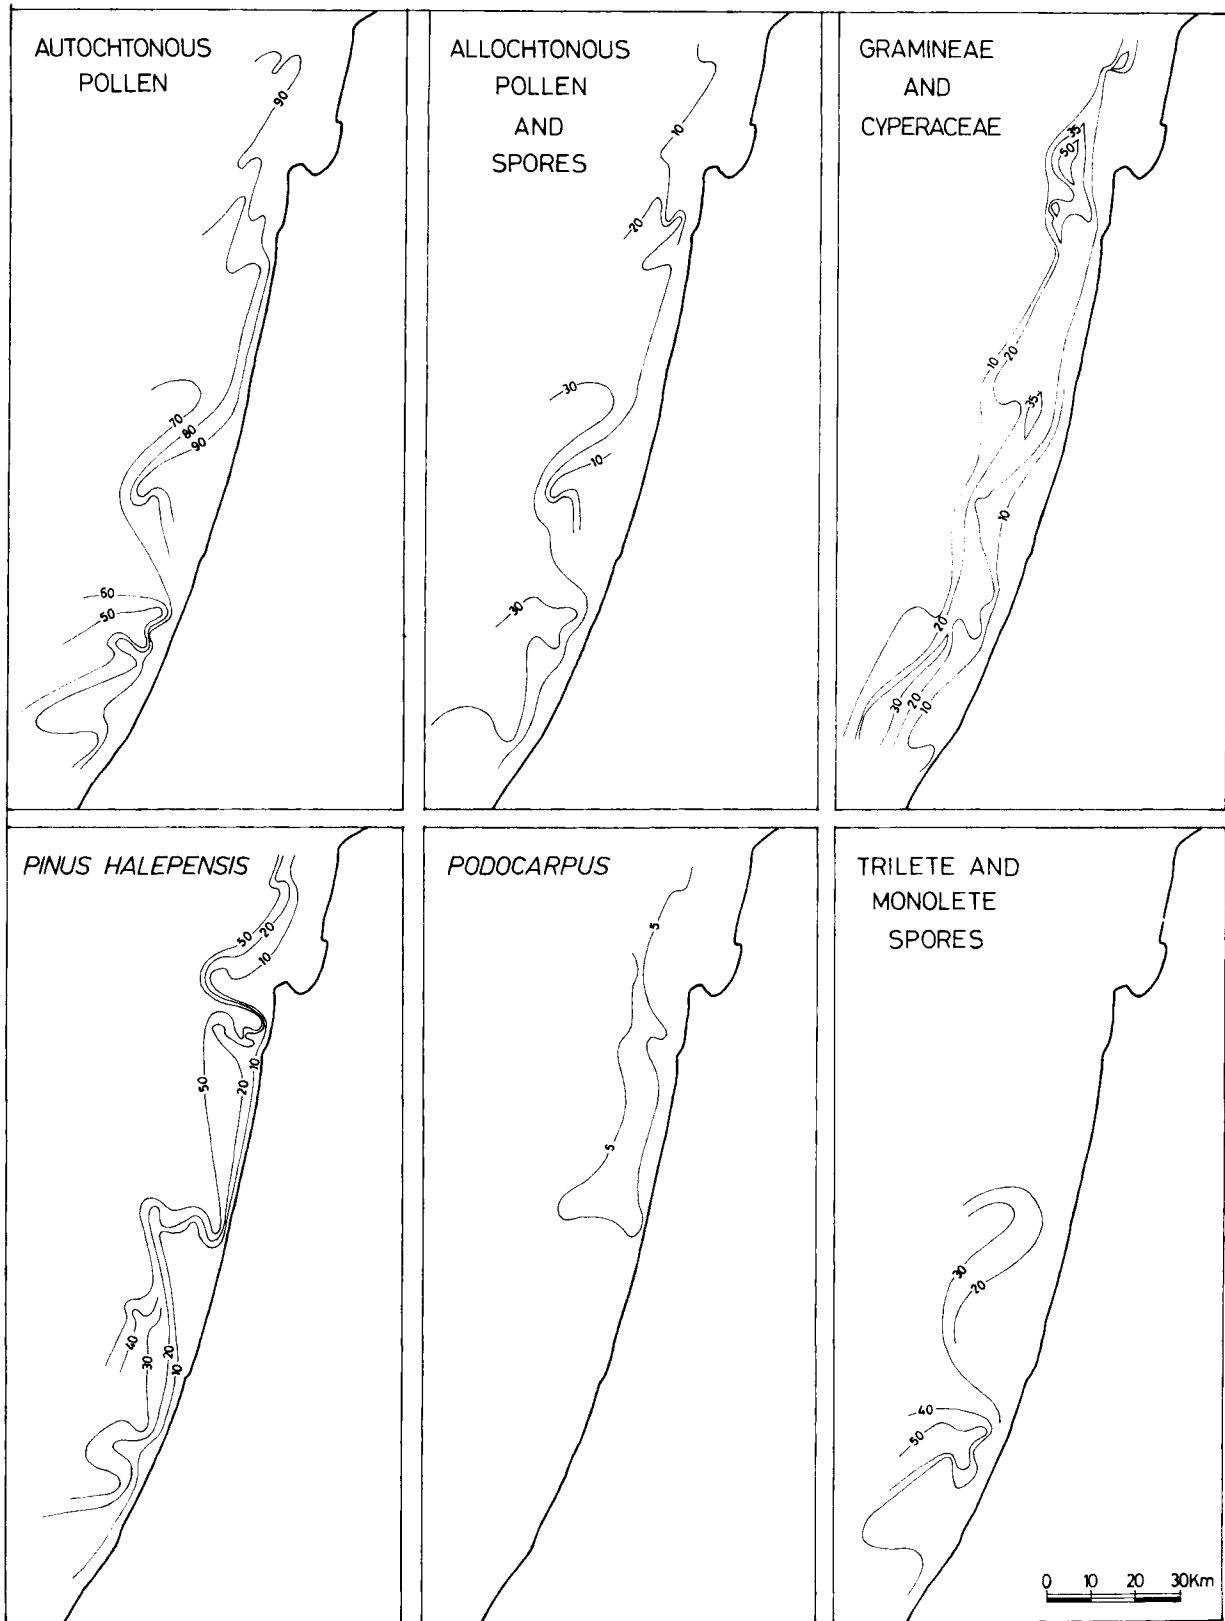 AUTOCHTONOUS
POLLEN
90
70
80
90
60
50
ALLOCHTONOUS
POLLEN
AND
SPORES
10
20
30
10
30
GRAMINEAE
AND
CYPERACEAE
35
50
10
20
35
10
20
30
20
10
PINUS HALEPENSIS
50
20
10
50
20
10
40
30
20
10
PODOCARPUS
5
5
TRILETE AND
MONOLETE
SPORES
30
20
40
50
0 10 20 30Km